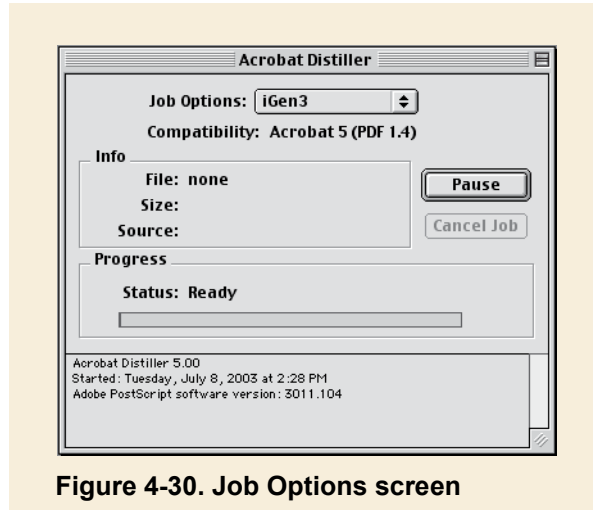 Acrobat Distiller
Job Options: iGen3
Compatibility: Acrobat 5 (PDF 1.4)
Info
File: none
Size:
Source:
Pause
Cancel Job
Progress
Status: Ready
Acrobat Distiller 5.00
Started: Tuesday, July 8, 2003 at 2:28 PM
Adobe PostScript software version: 3011.104
Figure 4-30. Job Options screen